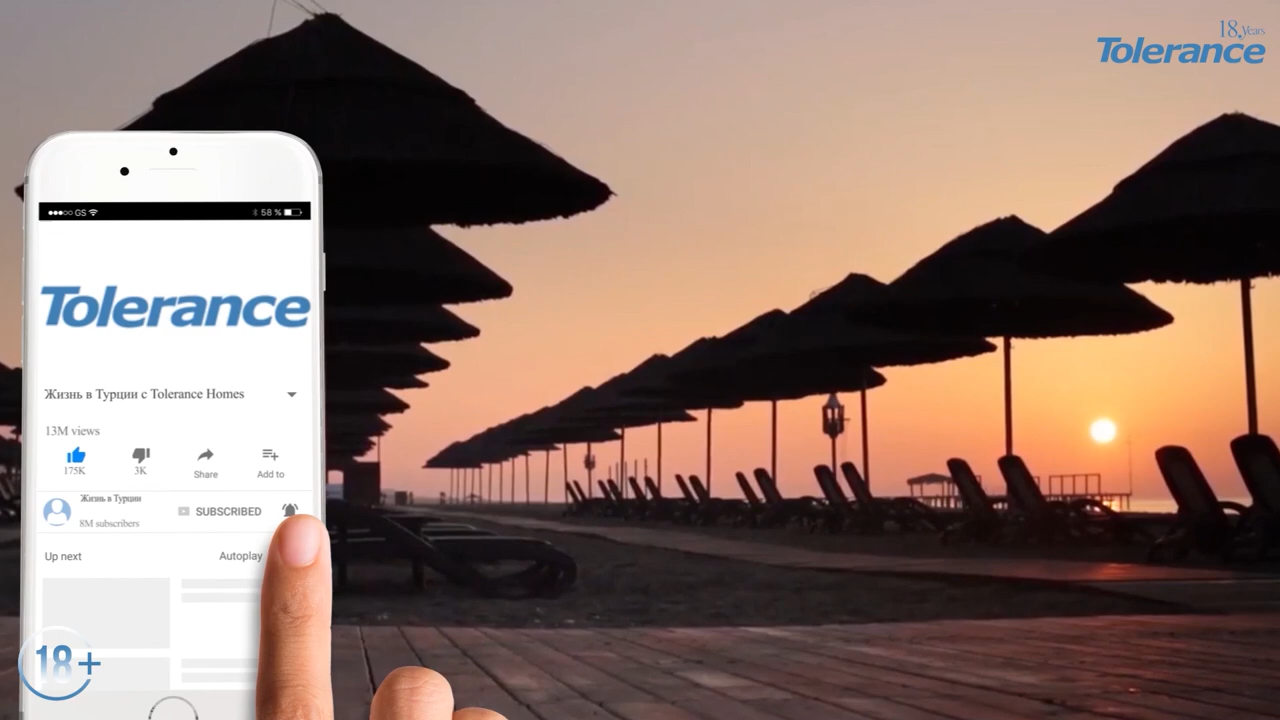 18 Years
Tolerance
GS
58 %
Tolerance
Жизнь в Турции с Tolerance Homes
13M views
175K
3K
Share
Add to
Жизнь в Турции
8M subscribers
SUBSCRIBED
Up next
Autoplay
18+